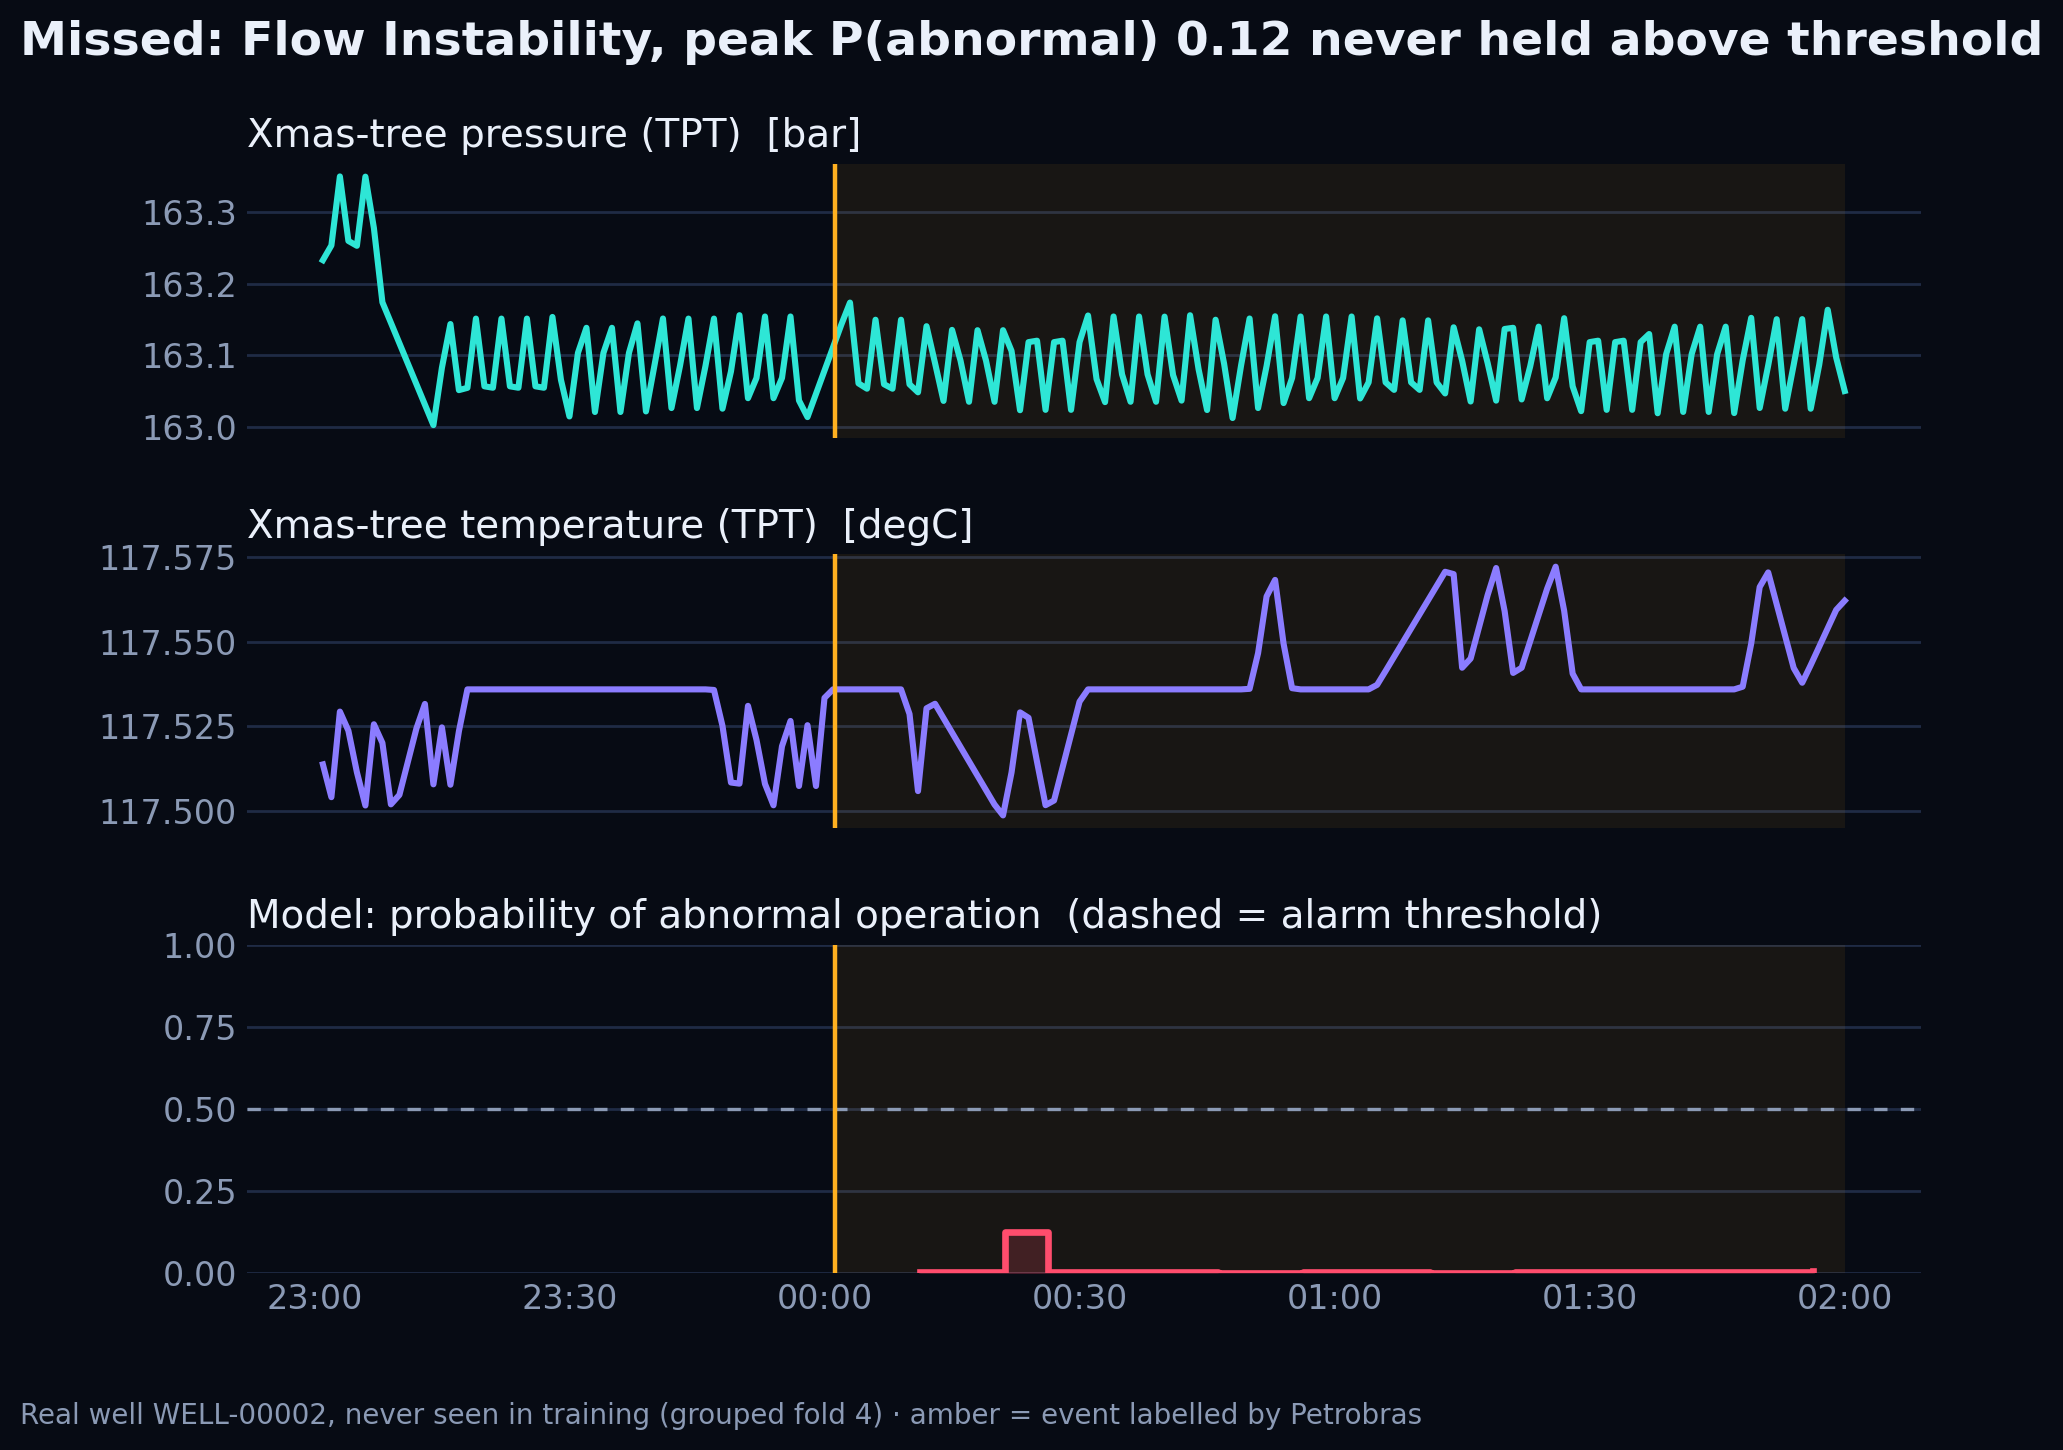 Missed: Flow Instability, peak P(abnormal) 0.12 never held above threshold
Xmas-tree pressure (TPT)  [bar]
163.3
163.2
163.1
163.0
Xmas-tree temperature (TPT)  [degC]
117.575
117.550
117.525
117.500
Model: probability of abnormal operation  (dashed = alarm threshold)
1.00
0.75
0.50
0.25
0.00
23:00 23:30 00:00 00:30 01:00 01:30 02:00
Real well WELL-00002, never seen in training (grouped fold 4) · amber = event labelled by Petrobras